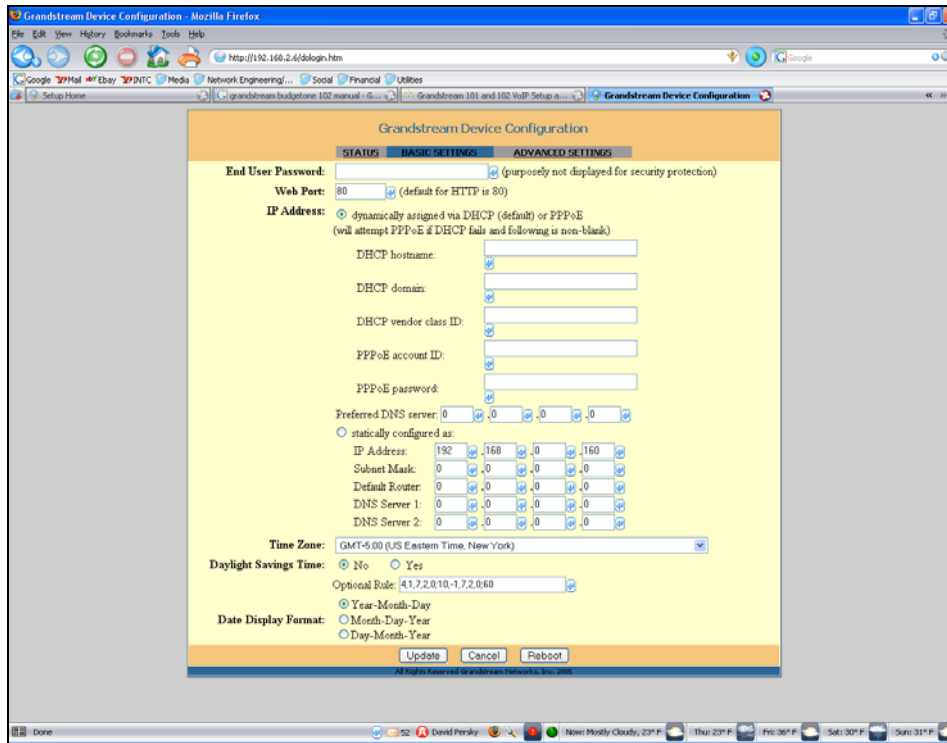 Grandstream Device Configuration - Mozilla Firefox
File Edit View History Bookmarks Tools Help
http://192.168.2.6/dologin.htm
Google
Google Mail Ebay INTC Media Network Engineering/... Social Financial Utilities
Setup Home grandstream budgetone 102 manual - G... Grandstream 101 and 102 VoIP Setup a... Grandstream Device Configuration
Grandstream Device Configuration
STATUS BASIC SETTINGS ADVANCED SETTINGS
End User Password: (purposely not displayed for security protection)
Web Port: 80 (default for HTTP is 80)
IP Address: dynamically assigned via DHCP (default) or PPPoE
(will attempt PPPoE if DHCP fails and following is non-blank)
DHCP hostname:
DHCP domain:
DHCP vendor class ID:
PPPoE account ID:
PPPoE password:
Preferred DNS server: 0 .0 .0 .0
statically configured as:
IP Address: 192 .168 .0 .160
Subnet Mask: 0 .0 .0 .0
Default Router: 0 .0 .0 .0
DNS Server 1: 0 .0 .0 .0
DNS Server 2: 0 .0 .0 .0
Time Zone: GMT-5:00 (US Eastern Time, New York)
Daylight Savings Time: No Yes
Optional Rule: 4,1,7,2,0;10,-1,7,2,0;60
Year-Month-Day
Date Display Format: Month-Day-Year
Day-Month-Year
Update Cancel Reboot
All Rights Reserved Grandstream Networks, Inc. 2005
Done 52 David Persky Now: Mostly Cloudy, 23° F Thu: 23° F Fri: 36° F Sat: 30° F Sun: 31° F